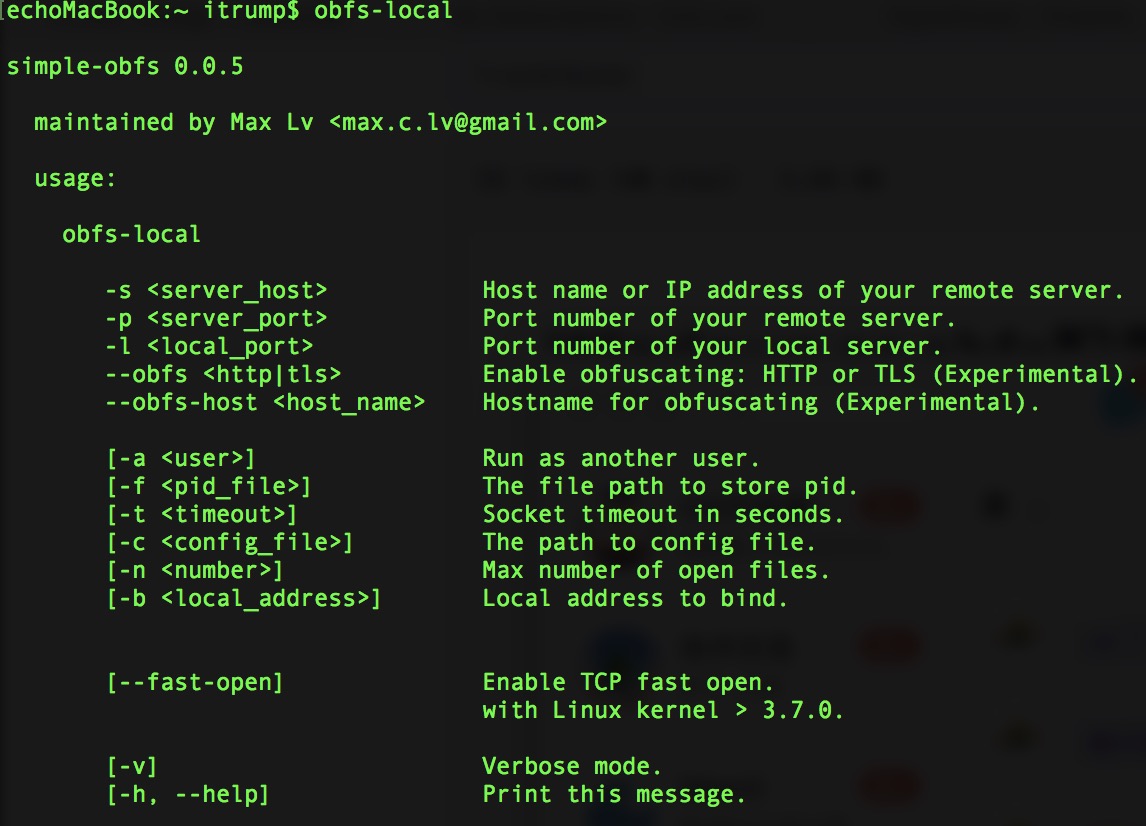 echoMacBook:~ itrump$ obfs-local
simple-obfs 0.0.5
maintained by Max Lv <max.c.lv@gmail.com>
usage:
obfs-local
-s <server_host> Host name or IP address of your remote server.
-p <server_port> Port number of your remote server.
-l <local_port> Port number of your local server.
--obfs <http|tls> Enable obfuscating: HTTP or TLS (Experimental).
--obfs-host <host_name> Hostname for obfuscating (Experimental).
[-a <user>] Run as another user.
[-f <pid_file>] The file path to store pid.
[-t <timeout>] Socket timeout in seconds.
[-c <config_file>] The path to config file.
[-n <number>] Max number of open files.
[-b <local_address>] Local address to bind.
[--fast-open] Enable TCP fast open.
with Linux kernel > 3.7.0.
[-v] Verbose mode.
[-h, --help] Print this message.